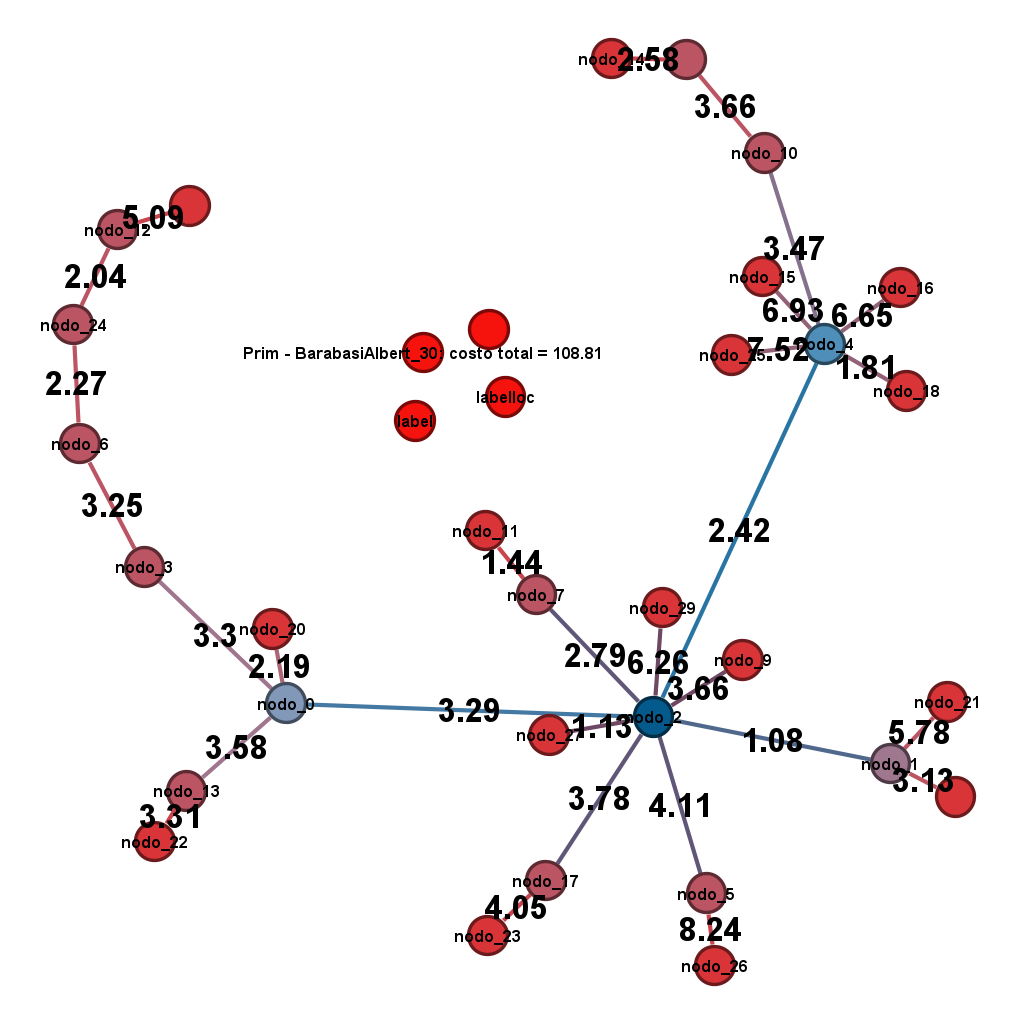 nodo_14
2.58
3.66
nodo_10
5.09
nodo_12
2.04
3.47
nodo_15
nodo_16
6.93
6.65
nodo_24
nodo_4
Prim - BarabasiAlbert_30; costo total = 108.81
nodo_25
7.52
1.81
nodo_18
2.27
labelloc
label
nodo_6
3.25
nodo_11
2.42
1.44
nodo_3
nodo_7
nodo_29
nodo_20
3.3
2.19
2.79
6.26
nodo_9
3.66
nodo_0
3.29
nodo_2
nodo_21
1.13
nodo_27
1.08
5.78
3.58
nodo_1
3.13
nodo_13
3.31
3.78
4.11
nodo_22
nodo_17
nodo_5
4.05
nodo_23
8.24
nodo_26